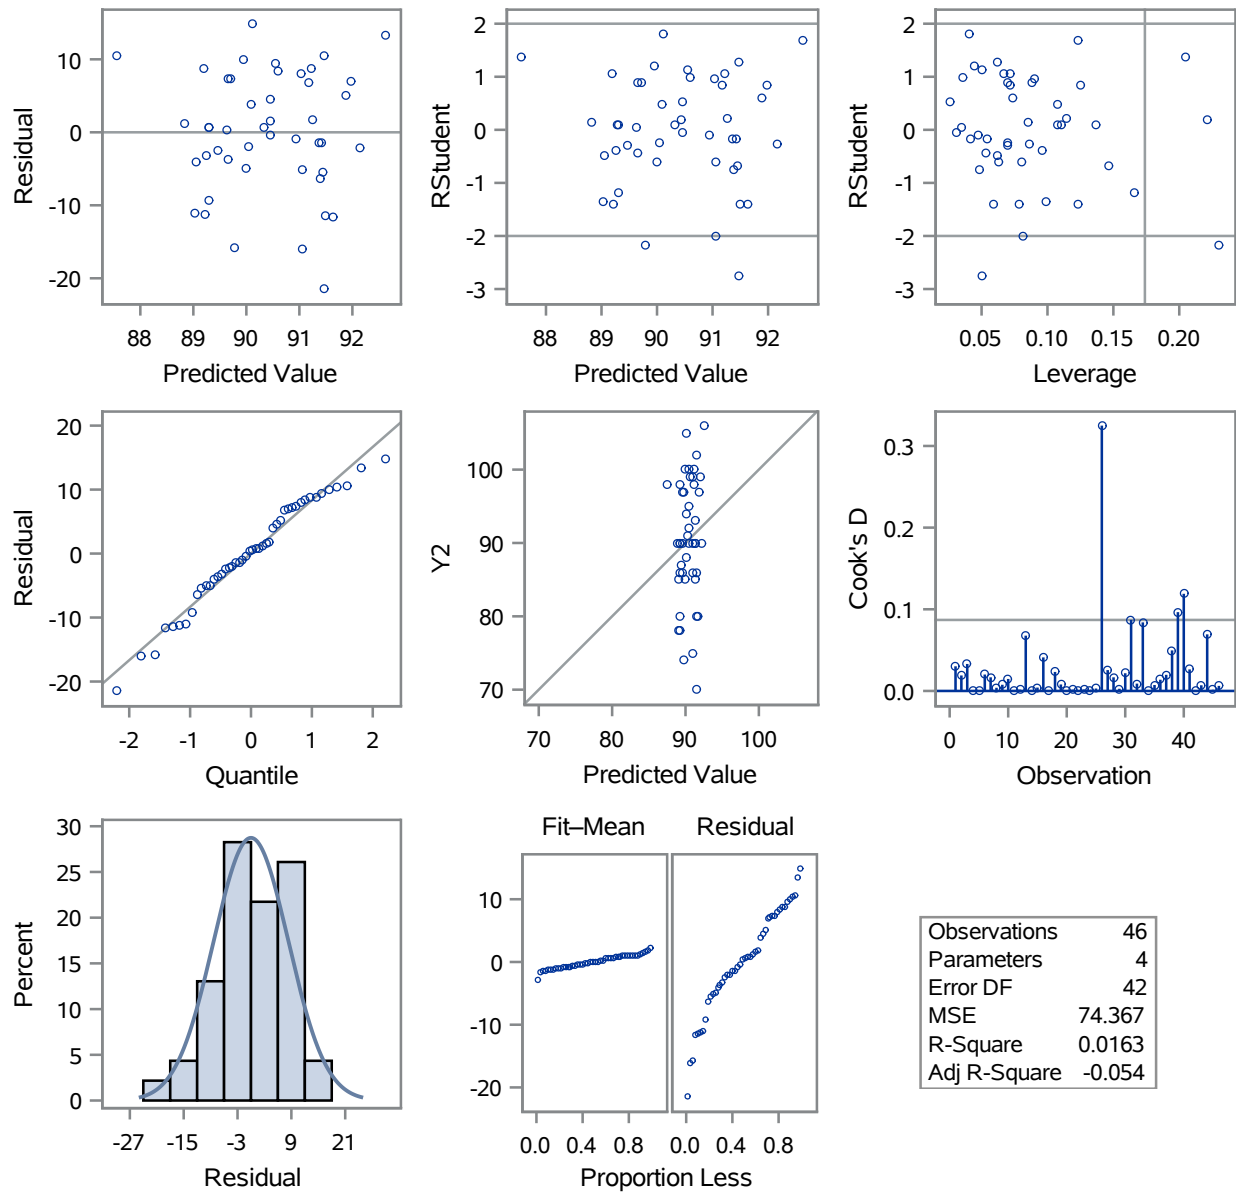 10
0
-10
-20
Residual
88 89 90 91 92
Predicted Value
2
1
0
-1
-2
-3
RStudent
88 89 90 91 92
Predicted Value
2
1
0
-1
-2
-3
RStudent
0.05 0.10 0.15 0.20
Leverage
20
10
0
-10
-20
Residual
-2 -1 0 1 2
Quantile
100
90
80
70
Y2
70 80 90 100
Predicted Value
0.3
0.2
0.1
0.0
Cook's D
0 10 20 30 40
Observation
30
25
20
15
10
5
0
Percent
-27 -15 -3 9 21
Residual
Fit–Mean Residual
10
0
-10
-20
0.0 0.4 0.8 0.0 0.4 0.8
Proportion Less
Observations 46
Parameters 4
Error DF 42
MSE 74.367
R-Square 0.0163
Adj R-Square -0.054